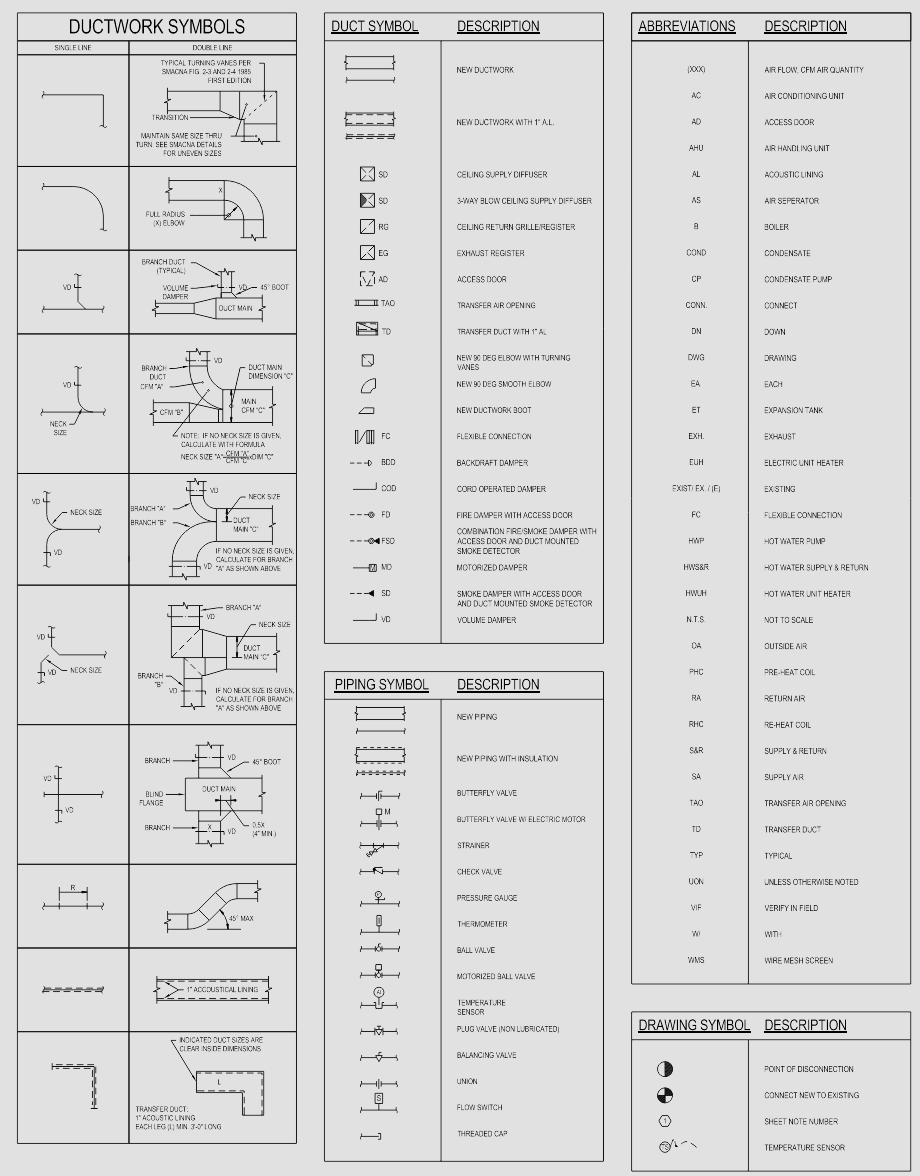 DUCTWORK SYMBOLS
SINGLE LINE
DOUBLE LINE
TYPICAL TURNING VANES PER
SMACNA FIG. 2-3 AND 2-4 1985
FIRST EDITION
TRANSITION
MAINTAIN SAME SIZE THRU
TURN. SEE SMACNA DETAILS
FOR UNEVEN SIZES
X
FULL RADIUS
(X) ELBOW
VD
BRANCH DUCT
(TYPICAL)
VOLUME
DAMPER
VD
45° BOOT
DUCT MAIN
VD
NECK
SIZE
VD
BRANCH
DUCT
CFM "A"
DUCT MAIN
DIMENSION "C"
CFM "B"
MAIN
CFM "C"
NOTE: IF NO NECK SIZE IS GIVEN,
CALCULATE WITH FORMULA
NECK SIZE "A"=CFM "A"/CFM "C"XDIM "C"
VD
NECK SIZE
VD
VD
NECK SIZE
BRANCH "A"
BRANCH "B"
DUCT
MAIN "C"
IF NO NECK SIZE IS GIVEN,
CALCULATE FOR BRANCH
"A" AS SHOWN ABOVE
VD
VD
VD
NECK SIZE
BRANCH "A"
VD
NECK SIZE
DUCT
MAIN "C"
BRANCH
"B"
VD
IF NO NECK SIZE IS GIVEN,
CALCULATE FOR BRANCH
"A" AS SHOWN ABOVE
VD
VD
BRANCH
VD
45° BOOT
BLIND
FLANGE
DUCT MAIN
BRANCH
X
VD
0.5X
(4" MIN.)
R
45° MAX
1" ACCOUSTICAL LINING
INDICATED DUCT SIZES ARE
CLEAR INSIDE DIMENSIONS
L
TRANSFER DUCT:
1" ACOUSTIC LINING
EACH LEG (L) MIN. 3'-0" LONG
DUCT SYMBOL DESCRIPTION
NEW DUCTWORK
NEW DUCTWORK WITH 1" A.L.
SD CEILING SUPPLY DIFFUSER
SD 3-WAY BLOW CEILING SUPPLY DIFFUSER
RG CEILING RETURN GRILLE/REGISTER
EG EXHAUST REGISTER
AD ACCESS DOOR
TAO TRANSFER AIR OPENING
TD TRANSFER DUCT WITH 1" AL
NEW 90 DEG ELBOW WITH TURNING
VANES
NEW 90 DEG SMOOTH ELBOW
NEW DUCTWORK BOOT
FC FLEXIBLE CONNECTION
BDD BACKDRAFT DAMPER
COD CORD OPERATED DAMPER
FD FIRE DAMPER WITH ACCESS DOOR
FSD COMBINATION FIRE/SMOKE DAMPER WITH
ACCESS DOOR AND DUCT MOUNTED
SMOKE DETECTOR
M MD MOTORIZED DAMPER
SD SMOKE DAMPER WITH ACCESS DOOR
AND DUCT MOUNTED SMOKE DETECTOR
VD VOLUME DAMPER
PIPING SYMBOL DESCRIPTION
NEW PIPING
NEW PIPING WITH INSULATION
BUTTERFLY VALVE
M BUTTERFLY VALVE W/ ELECTRIC MOTOR
STRAINER
CHECK VALVE
PRESSURE GAUGE
THERMOMETER
BALL VALVE
MOTORIZED BALL VALVE
AI TEMPERATURE
SENSOR
PLUG VALVE (NON LUBRICATED)
BALANCING VALVE
UNION
S FLOW SWITCH
THREADED CAP
ABBREVIATIONS DESCRIPTION
(XXX) AIR FLOW, CFM AIR QUANTITY
AC AIR CONDITIONING UNIT
AD ACCESS DOOR
AHU AIR HANDLING UNIT
AL ACOUSTIC LINING
AS AIR SEPERATOR
B BOILER
COND CONDENSATE
CP CONDENSATE PUMP
CONN. CONNECT
DN DOWN
DWG DRAWING
EA EACH
ET EXPANSION TANK
EXH. EXHAUST
EUH ELECTRIC UNIT HEATER
EXIST/ EX. / (E) EXISTING
FC FLEXIBLE CONNECTION
HWP HOT WATER PUMP
HWS&R HOT WATER SUPPLY & RETURN
HWUH HOT WATER UNIT HEATER
N.T.S. NOT TO SCALE
OA OUTSIDE AIR
PHC PRE-HEAT COIL
RA RETURN AIR
RHC RE-HEAT COIL
S&R SUPPLY & RETURN
SA SUPPLY AIR
TAO TRANSFER AIR OPENING
TD TRANSFER DUCT
TYP TYPICAL
UON UNLESS OTHERWISE NOTED
VIF VERIFY IN FIELD
W/ WITH
WMS WIRE MESH SCREEN
DRAWING SYMBOL DESCRIPTION
POINT OF DISCONNECTION
CONNECT NEW TO EXISTING
1 SHEET NOTE NUMBER
TS TEMPERATURE SENSOR